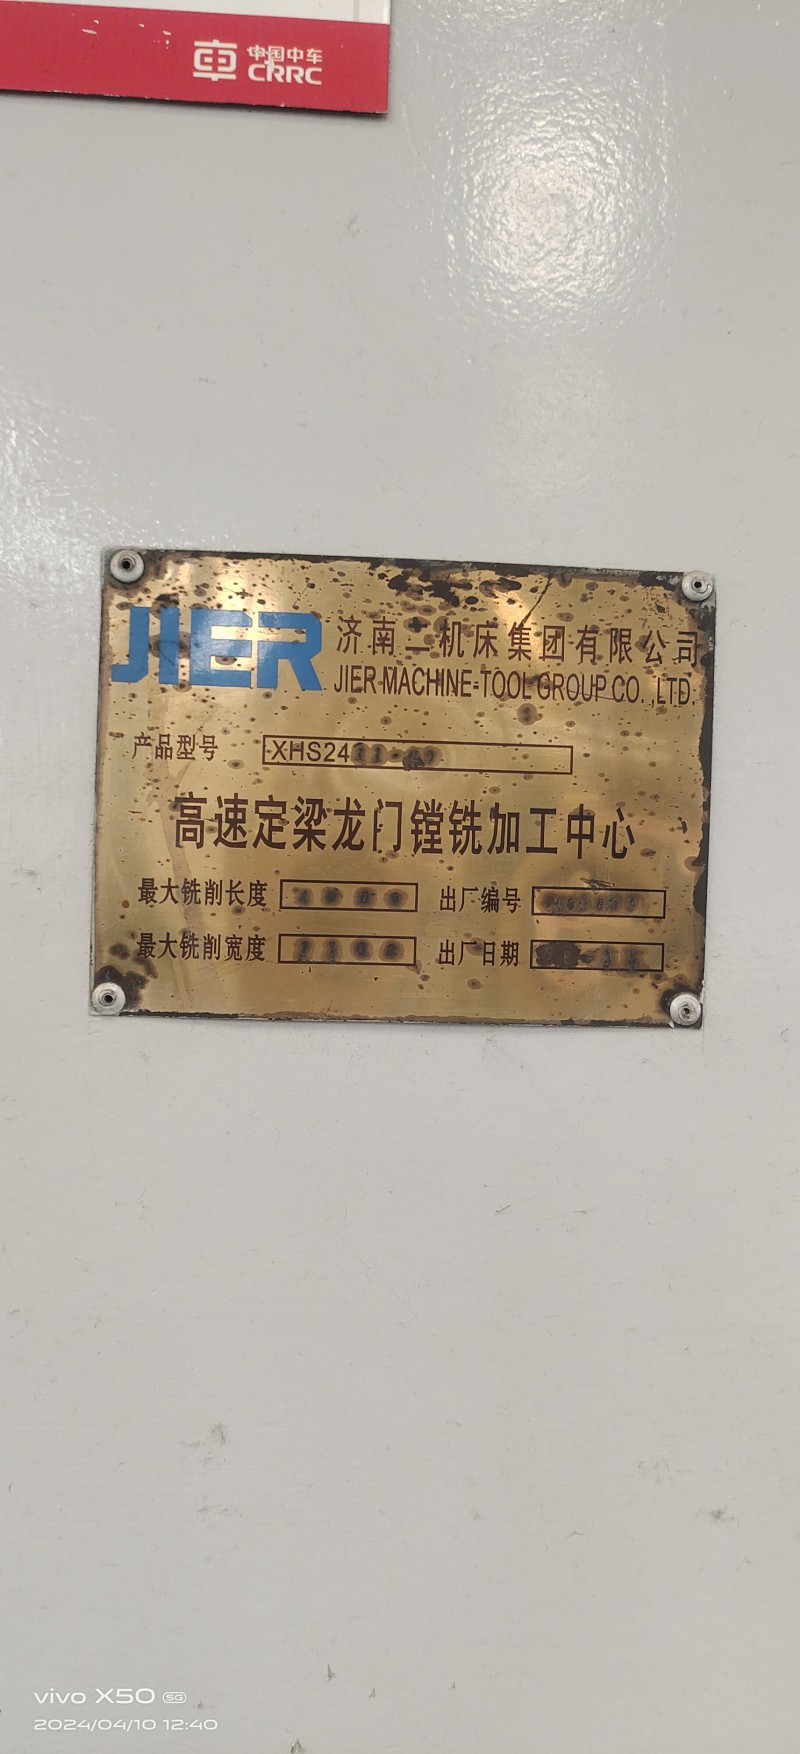 中国中车
CRRC
JIER
济南二机床集团有限公司
JIER MACHINE-TOOL GROUP CO.,LTD.
产品型号 XHS24
高速定梁龙门镗铣加工中心
最大铣削长度
出厂编号
最大铣削宽度
出厂日期
vivo X50 5G
2024/04/10 12:40